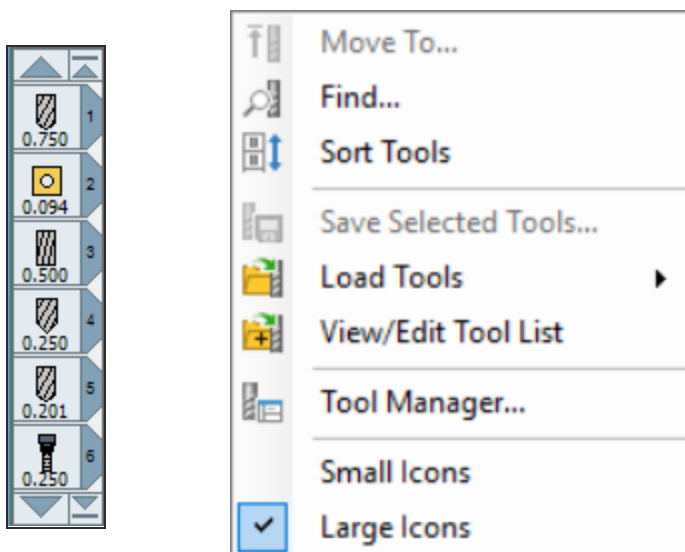 1
0.750
2
0.094
3
0.500
4
0.250
5
0.201
6
0.250
Move To...
Find...
Sort Tools
Save Selected Tools...
Load Tools
View/Edit Tool List
Tool Manager...
Small Icons
Large Icons